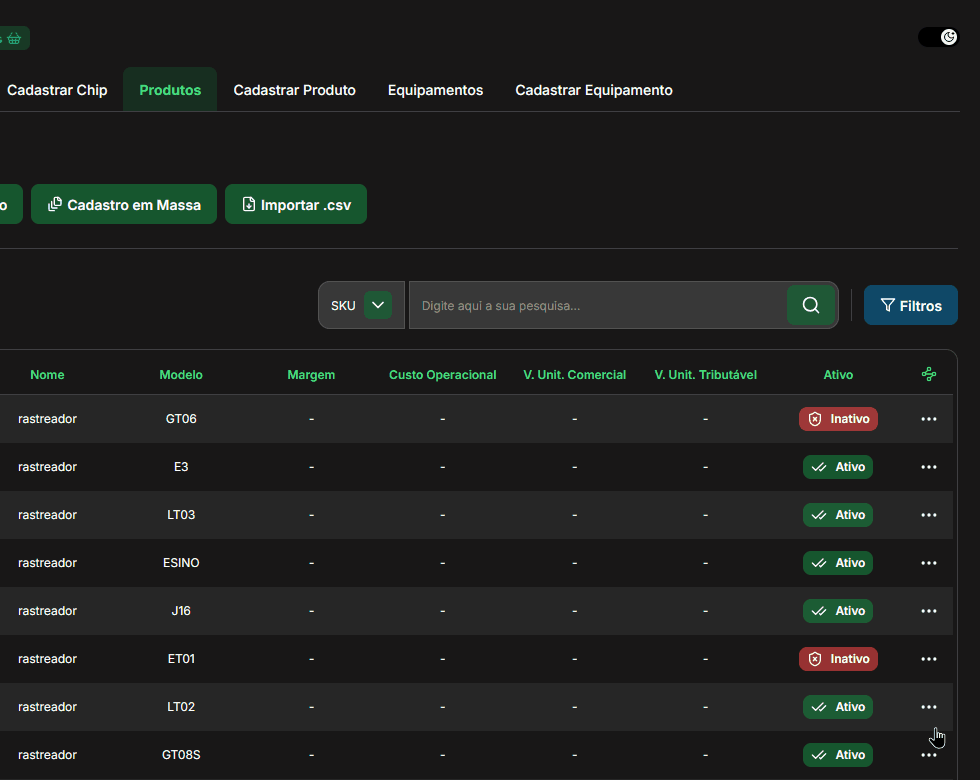 Cadastrar Chip Produtos Cadastrar Produto Equipamentos Cadastrar Equipamento
o Cadastro em Massa Importar .csv
SKU Digite aqui a sua pesquisa... Filtros
Nome Modelo Margem Custo Operacional V. Unit. Comercial V. Unit. Tributável Ativo
rastreador GT06 - - - - Inativo
rastreador E3 - - - - Ativo
rastreador LT03 - - - - Ativo
rastreador ESINO - - - - Ativo
rastreador J16 - - - - Ativo
rastreador ET01 - - - - Inativo
rastreador LT02 - - - - Ativo
rastreador GT08S - - - - Ativo